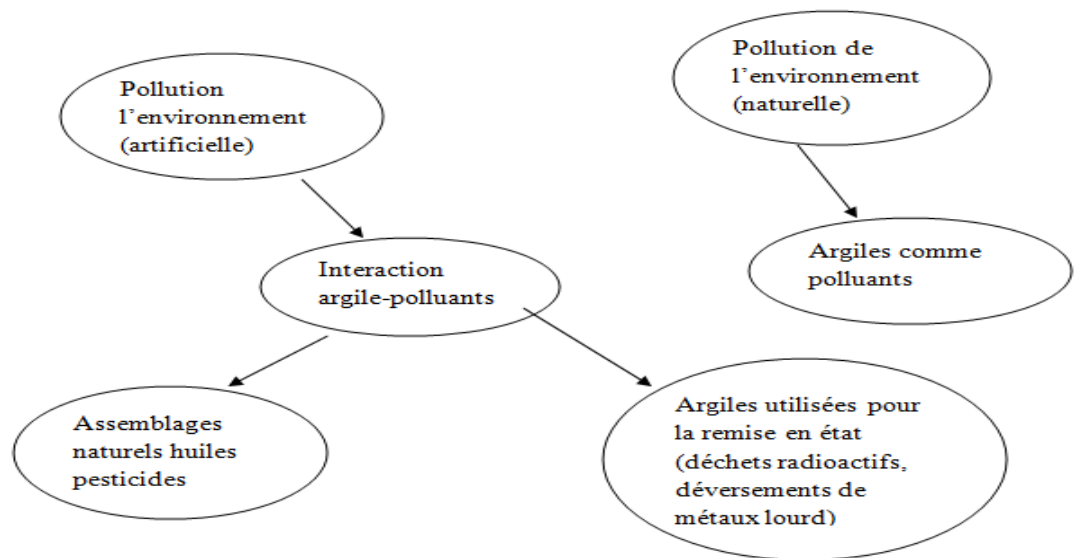 Pollution
l'environnement
(artificielle)
Pollution de
l'environnement
(naturelle)
Interaction
argile-polluants
Argiles comme
polluants
Assemblages
naturels huiles
pesticides
Argiles utilisées pour
la remise en état
(déchets radioactifs,
déversements de
métaux lourd)